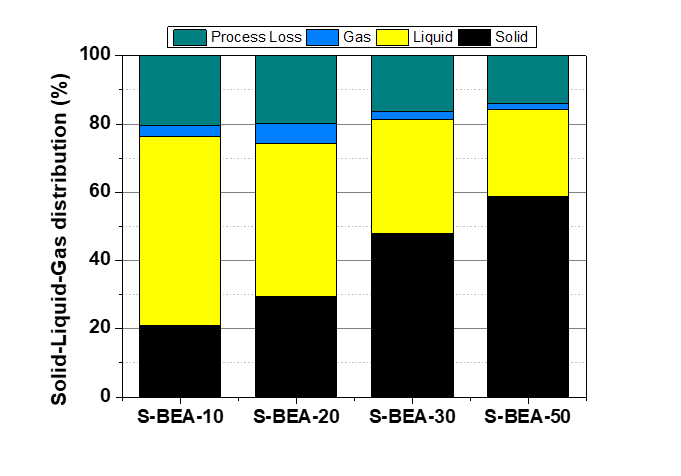 Process Loss Gas Liquid Solid
Solid-Liquid-Gas distribution (%)
100
80
60
40
20
0
S-BEA-10 S-BEA-20 S-BEA-30 S-BEA-50